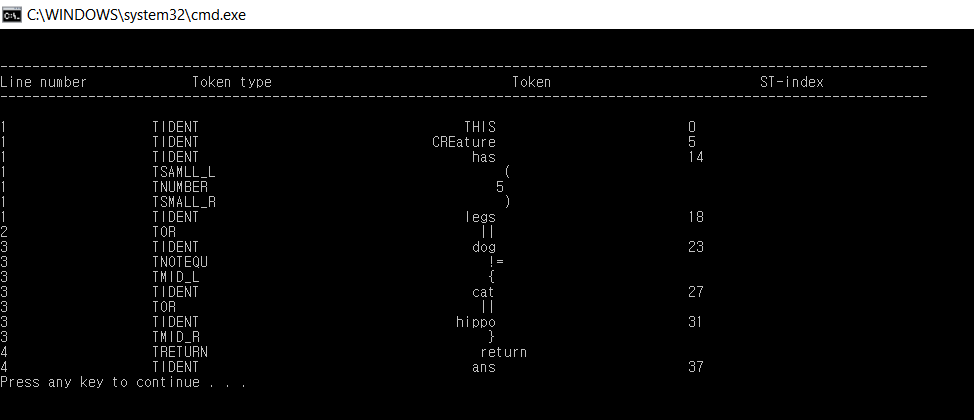 C:\WINDOWS\system32\cmd.exe
--------------------------------------------------------------------------------------------------------------------
Line number Token type Token ST-index
--------------------------------------------------------------------------------------------------------------------
1 TIDENT THIS 0
1 TIDENT CREature 5
1 TIDENT has 14
1 TSAMLL_L (
1 TNUMBER 5
1 TSMALL_R )
1 TIDENT legs 18
2 TOR ||
3 TIDENT dog 23
3 TNOTEQU !=
3 TMID_L {
3 TIDENT cat 27
3 TOR ||
3 TIDENT hippo 31
3 TMID_R }
4 TRETURN return
4 TIDENT ans 37
Press any key to continue . . .